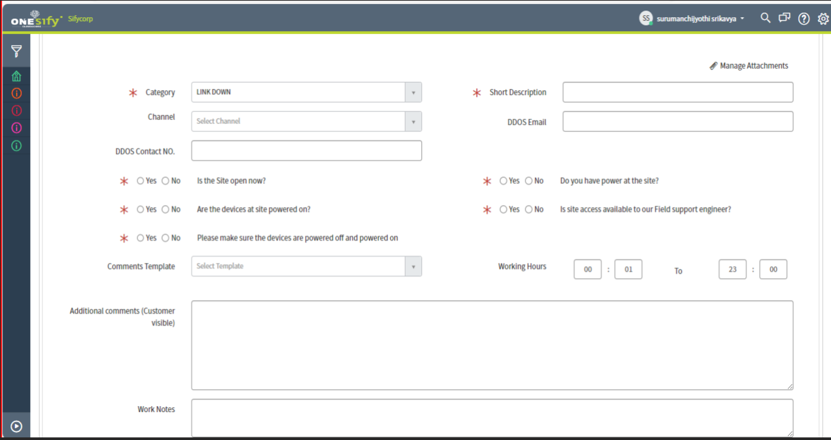 ONESify Sifycorp
SS surumanchijyothi srikavya
Manage Attachments
Category LINK DOWN Short Description
Channel Select Channel DDOS Email
DDOS Contact NO.
Yes No Is the Site open now? Yes No Do you have power at the site?
Yes No Are the devices at site powered on? Yes No Is site access available to our Field support engineer?
Yes No Please make sure the devices are powered off and powered on
Comments Template Select Template Working Hours 00 : 01 To 23 : 00
Additional comments (Customer
visible)
Work Notes